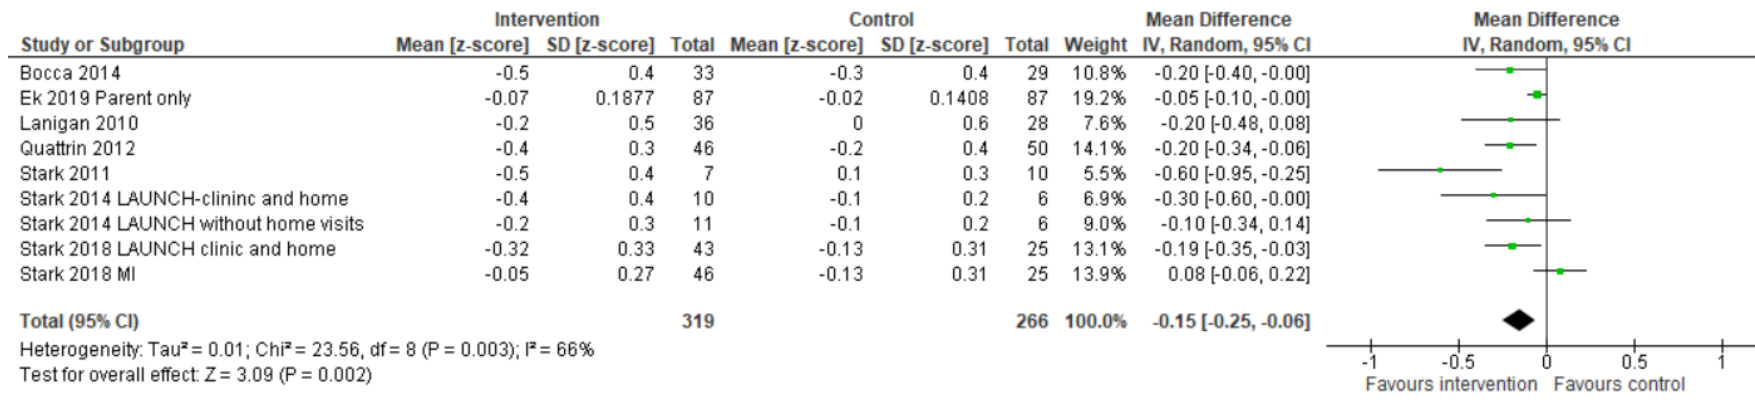 Intervention Control Mean Difference Mean Difference
Study or Subgroup Mean [z-score] SD [z-score] Total Mean [z-score] SD [z-score] Total Weight IV, Random, 95% CI IV, Random, 95% CI
Bocca 2014 -0.5 0.4 33 -0.3 0.4 29 10.8% -0.20 [-0.40, -0.00]
Ek 2019 Parent only -0.07 0.1877 87 -0.02 0.1408 87 19.2% -0.05 [-0.10, -0.00]
Lanigan 2010 -0.2 0.5 36 0 0.6 28 7.6% -0.20 [-0.48, 0.08]
Quattrin 2012 -0.4 0.3 46 -0.2 0.4 50 14.1% -0.20 [-0.34, -0.06]
Stark 2011 -0.5 0.4 7 0.1 0.3 10 5.5% -0.60 [-0.95, -0.25]
Stark 2014 LAUNCH-clininc and home -0.4 0.4 10 -0.1 0.2 6 6.9% -0.30 [-0.60, -0.00]
Stark 2014 LAUNCH without home visits -0.2 0.3 11 -0.1 0.2 6 9.0% -0.10 [-0.34, 0.14]
Stark 2018 LAUNCH clinic and home -0.32 0.33 43 -0.13 0.31 25 13.1% -0.19 [-0.35, -0.03]
Stark 2018 MI -0.05 0.27 46 -0.13 0.31 25 13.9% 0.08 [-0.06, 0.22]
Total (95% CI) 319 266 100.0% -0.15 [-0.25, -0.06]
Heterogeneity: Tau² = 0.01; Chi² = 23.56, df = 8 (P = 0.003); I² = 66%
Test for overall effect: Z = 3.09 (P = 0.002)
-1 -0.5 0 0.5 1
Favours intervention Favours control